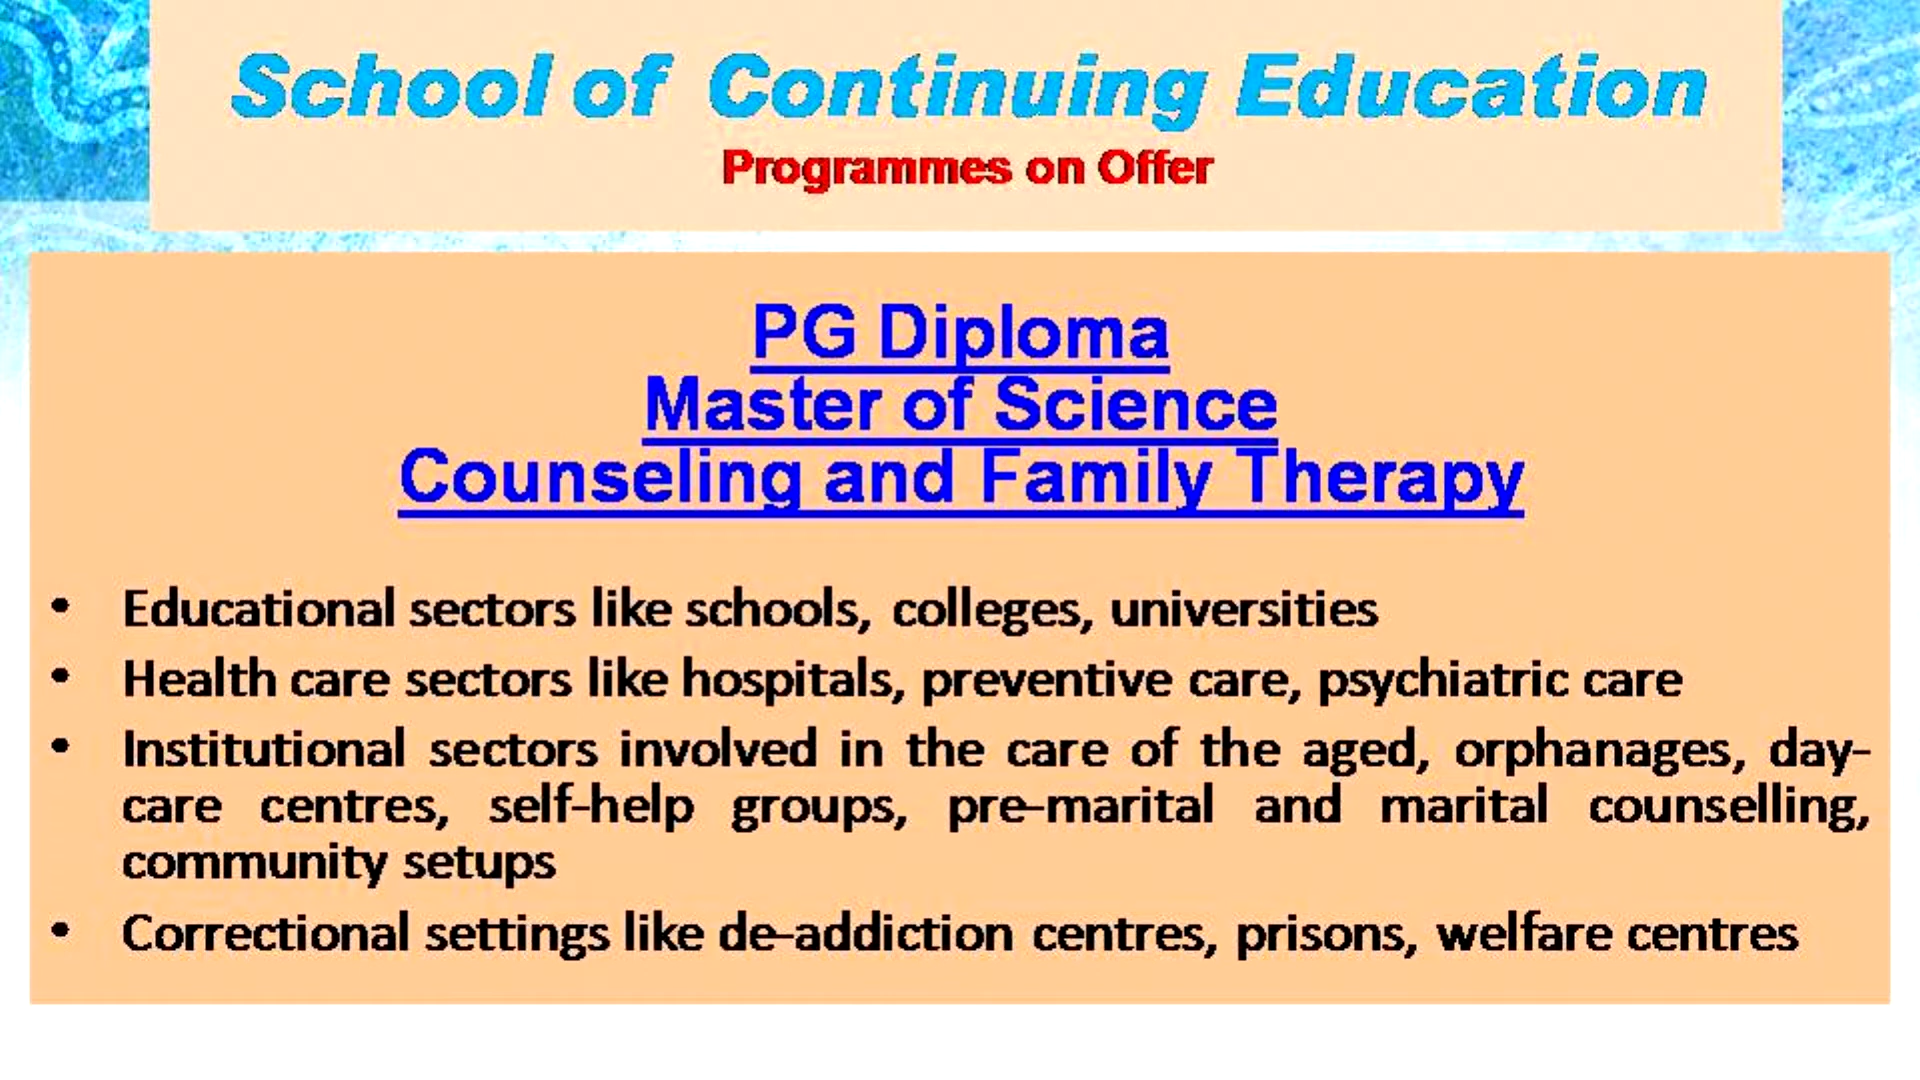 School of Continuing Education
Programmes on Offer
PG Diploma
Master of Science
Counseling and Family Therapy
• Educational sectors like schools, colleges, universities
• Health care sectors like hospitals, preventive care, psychiatric care
• Institutional sectors involved in the care of the aged, orphanages, day-
care centres, self-help groups, pre-marital and marital counselling,
community setups
• Correctional settings like de-addiction centres, prisons, welfare centres